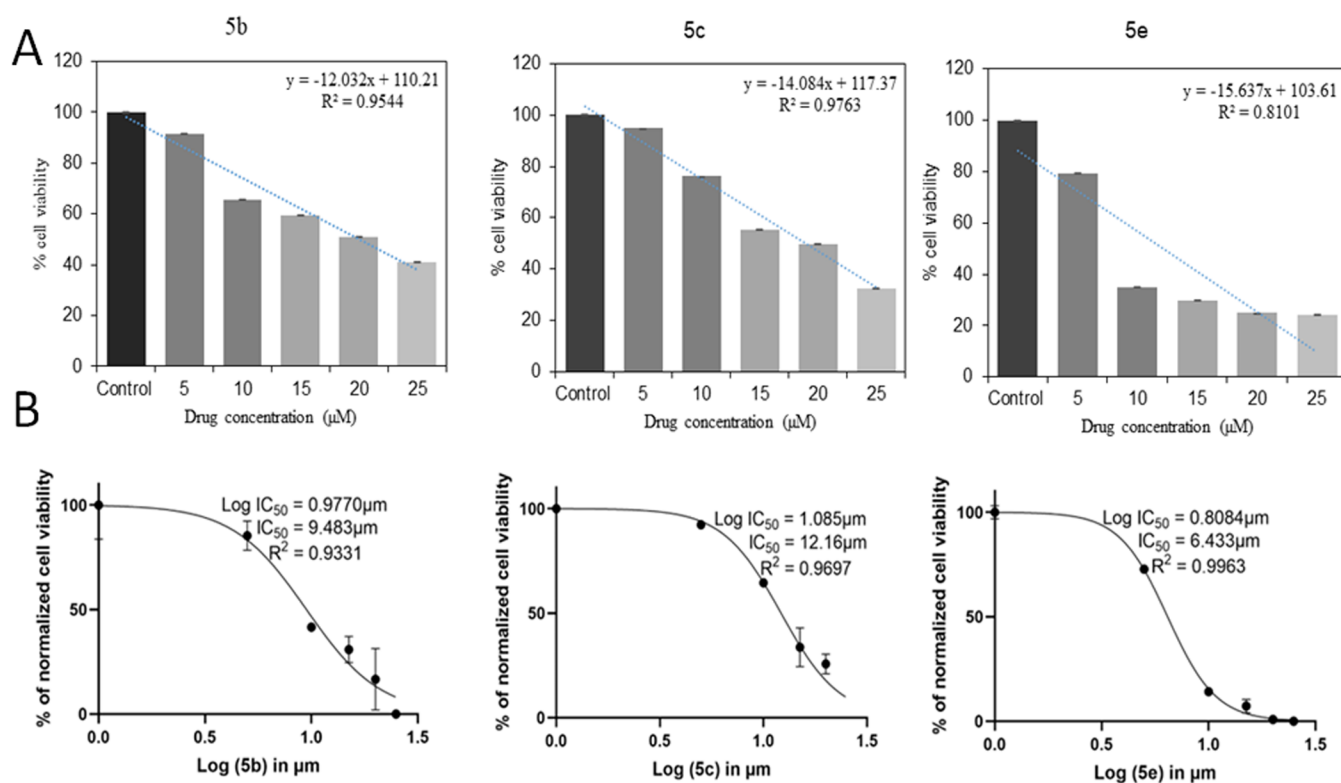 A
5b
120
100
80
60
40
20
0
% cell viability
y = -12.032x + 110.21
R² = 0.9544
Control 5 10 15 20 25
Drug concentration (µM)
5c
120
100
80
60
40
20
0
% cell viability
y = -14.084x + 117.37
R² = 0.9763
Control 5 10 15 20 25
Drug concentration (µM)
5e
120
100
80
60
40
20
0
% cell viability
y = -15.637x + 103.61
R² = 0.8101
Control 5 10 15 20 25
Drug concentration (µM)
B
% of normalized cell viability
100
50
0
Log IC50 = 0.9770µm
IC50 = 9.483µm
R2 = 0.9331
0.0 0.5 1.0 1.5
Log (5b) in µm
% of normalized cell viability
100
50
0
Log IC50 = 1.085µm
IC50 = 12.16µm
R2 = 0.9697
0.0 0.5 1.0 1.5
Log (5c) in µm
% of normalized cell viability
100
50
0
Log IC50 = 0.8084µm
IC50 = 6.433µm
R2 = 0.9963
0.0 0.5 1.0 1.5
Log (5e) in µm